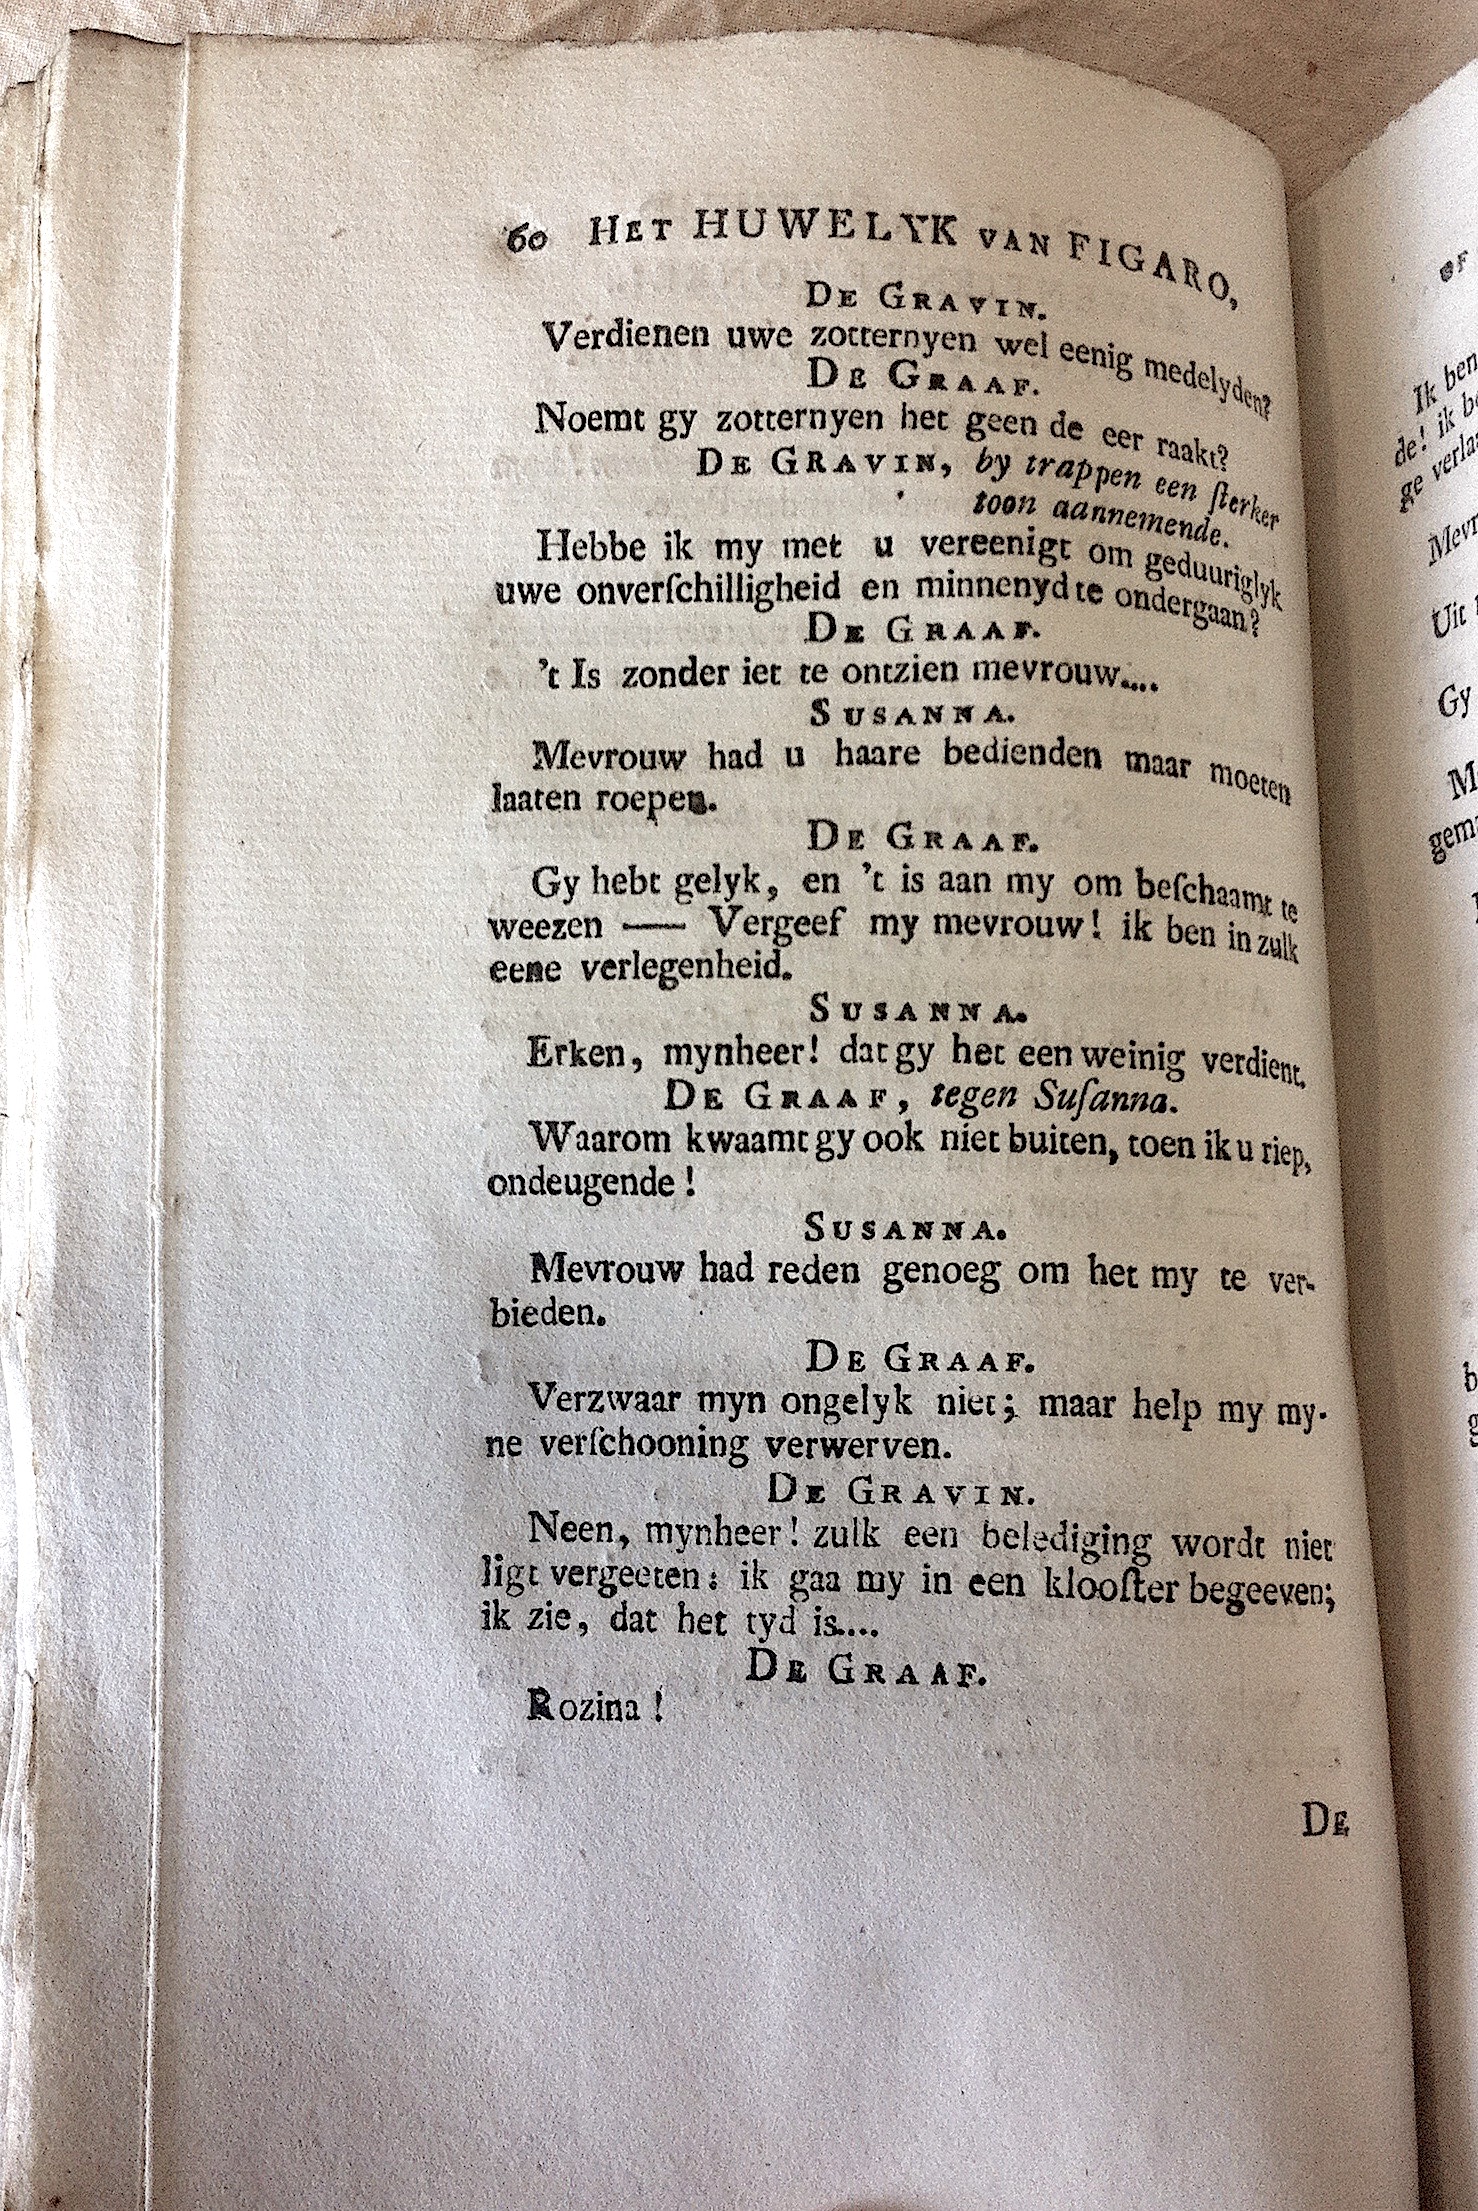 60 HET HUWELYK VAN FIGARO,
DE GRAVIN.
Verdienen uwe zotternyen wel eenig medelyden?
DE GRAAF.
Noemt gy zotternyen het geen de eer raakt?
DE GRAVIN, by trappen een ſterker
toon aannemende.
Hebbe ik my met u vereenigt om geduuriglyk
uwe onverſchilligheid en minnenyd te ondergaan?
DE GRAAF.
't Is zonder iet te ontzien mevrouw....
SUSANNA.
Mevrouw had u haare bedienden maar moeten
laaten roepen.
DE GRAAF.
Gy hebt gelyk, en 't is aan my om beſchaamt te
weezen —— Vergeef my mevrouw! ik ben in zulk
eene verlegenheid.
SUSANNA.
Erken, mynheer! dat gy het een weinig verdient.
DE GRAAF, tegen Suſanna.
Waarom kwaamt gy ook niet buiten, toen ik u riep,
ondeugende!
SUSANNA.
Mevrouw had reden genoeg om het my te ver-
bieden.
DE GRAAF.
Verzwaar myn ongelyk niet; maar help my my-
ne verſchooning verwerven.
DE GRAVIN.
Neen, mynheer! zulk een belediging wordt niet
ligt vergeeten: ik gaa my in een klooſter begeeven;
ik zie, dat het tyd is....
DE GRAAF.
Rozina!
DE
OF
Ik ben
de! ik
ge
Uit
Gy